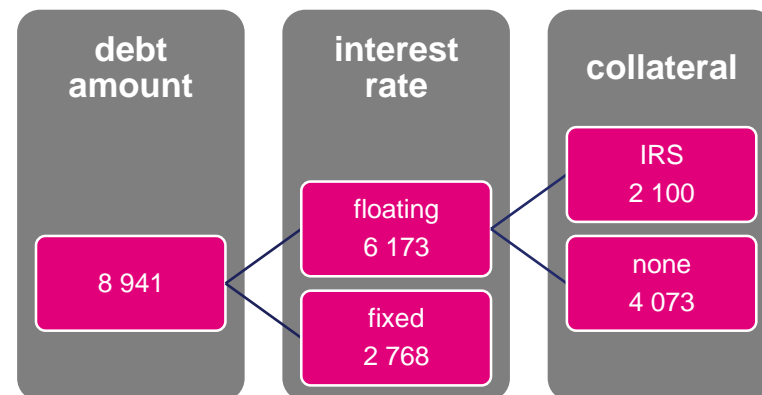 debt
amount
8 941
interest
rate
floating
6 173
fixed
2 768
collateral
IRS
2 100
none
4 073